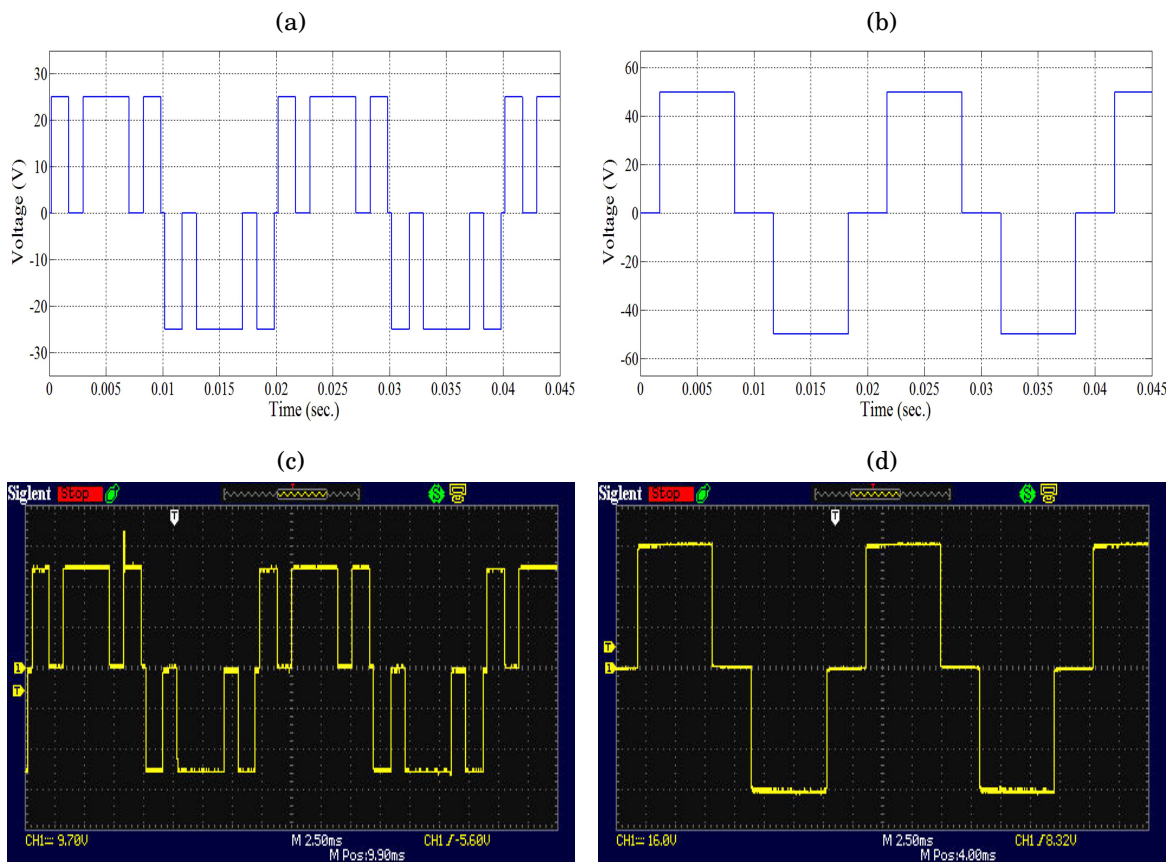 (a)
(b)
Voltage (V)
30
20
10
0
-10
-20
-30
0 0.005 0.01 0.015 0.02 0.025 0.03 0.035 0.04 0.045
Time (sec.)
Voltage (V)
60
40
20
0
-20
-40
-60
0 0.005 0.01 0.015 0.02 0.025 0.03 0.035 0.04 0.045
Time (sec.)
(c)
(d)
Siglent Stop
T
S
T
1
T
CH1 9.70V M 2.50ms CH1 -5.60V
M Pos:9.90ms
Siglent Stop
T
S
T
T
1
CH1 16.0V M 2.50ms CH1 8.32V
M Pos:4.00ms